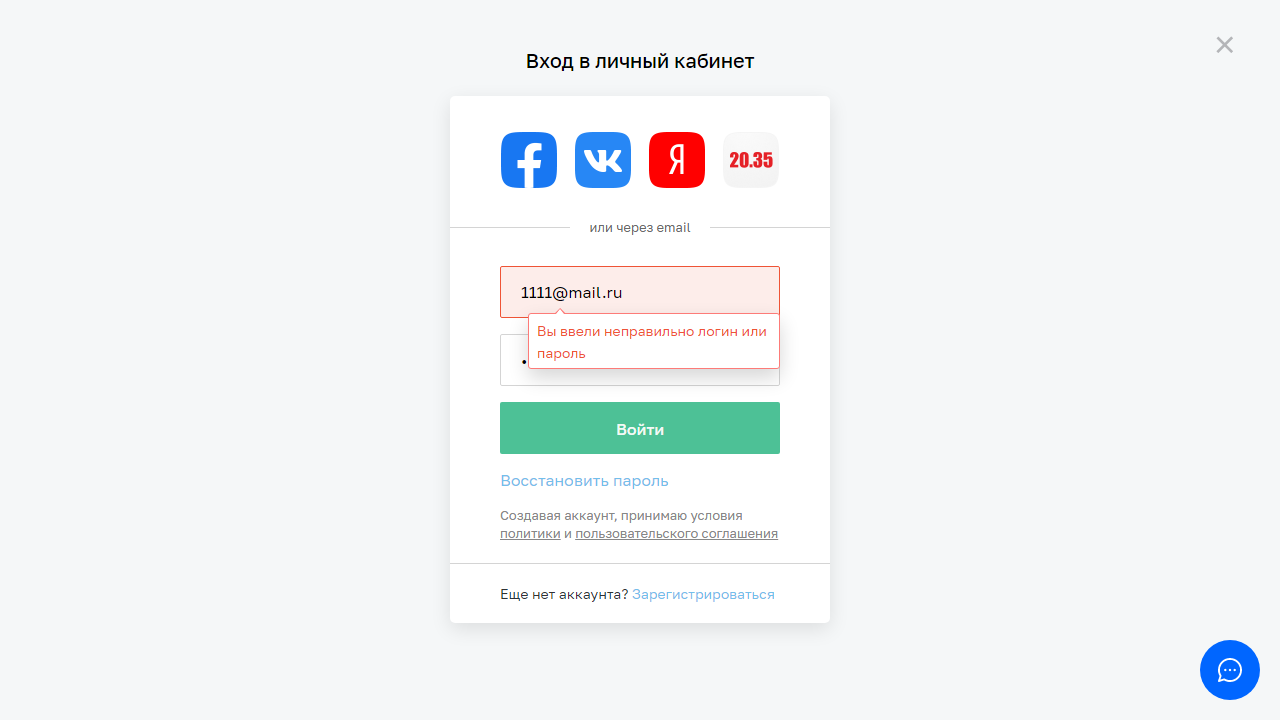 Вход в личный кабинет
Я
20.35
или через email
1111@mail.ru
Вы ввели неправильно логин или
пароль
Войти
Восстановить пароль
Создавая аккаунт, принимаю условия
политики и пользовательского соглашения
Еще нет аккаунта? Зарегистрироваться